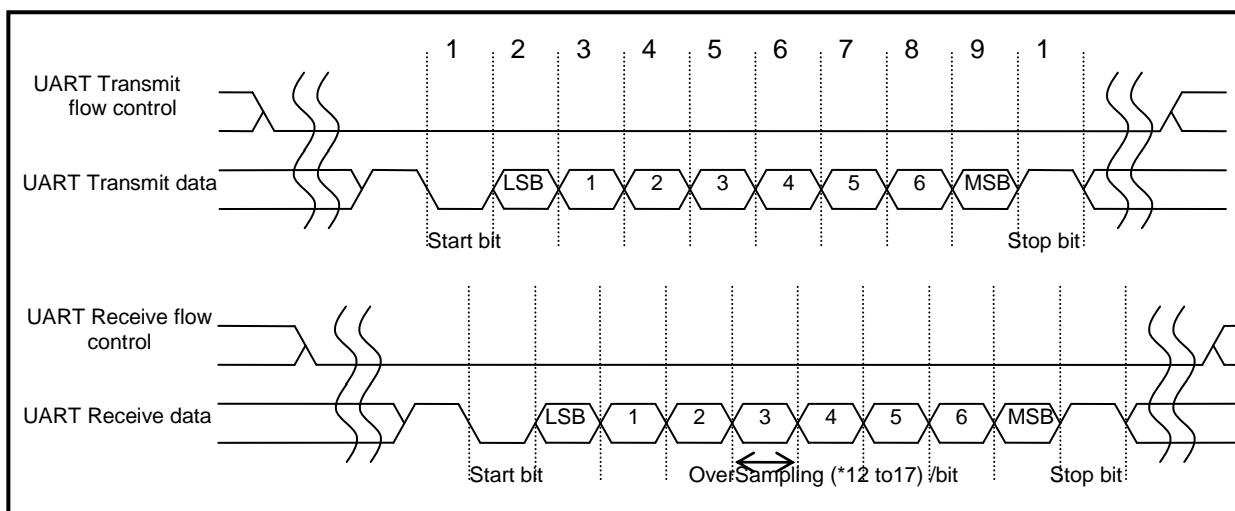 1 2 3 4 5 6 7 8 9 1
UART Transmit
flow control
UART Transmit data
LSB 1 2 3 4 5 6 MSB
Start bit
Stop bit
UART Receive flow
control
UART Receive data
LSB 1 2 3 4 5 6 MSB
Start bit
OverSampling (*12 to17) /bit
Stop bit